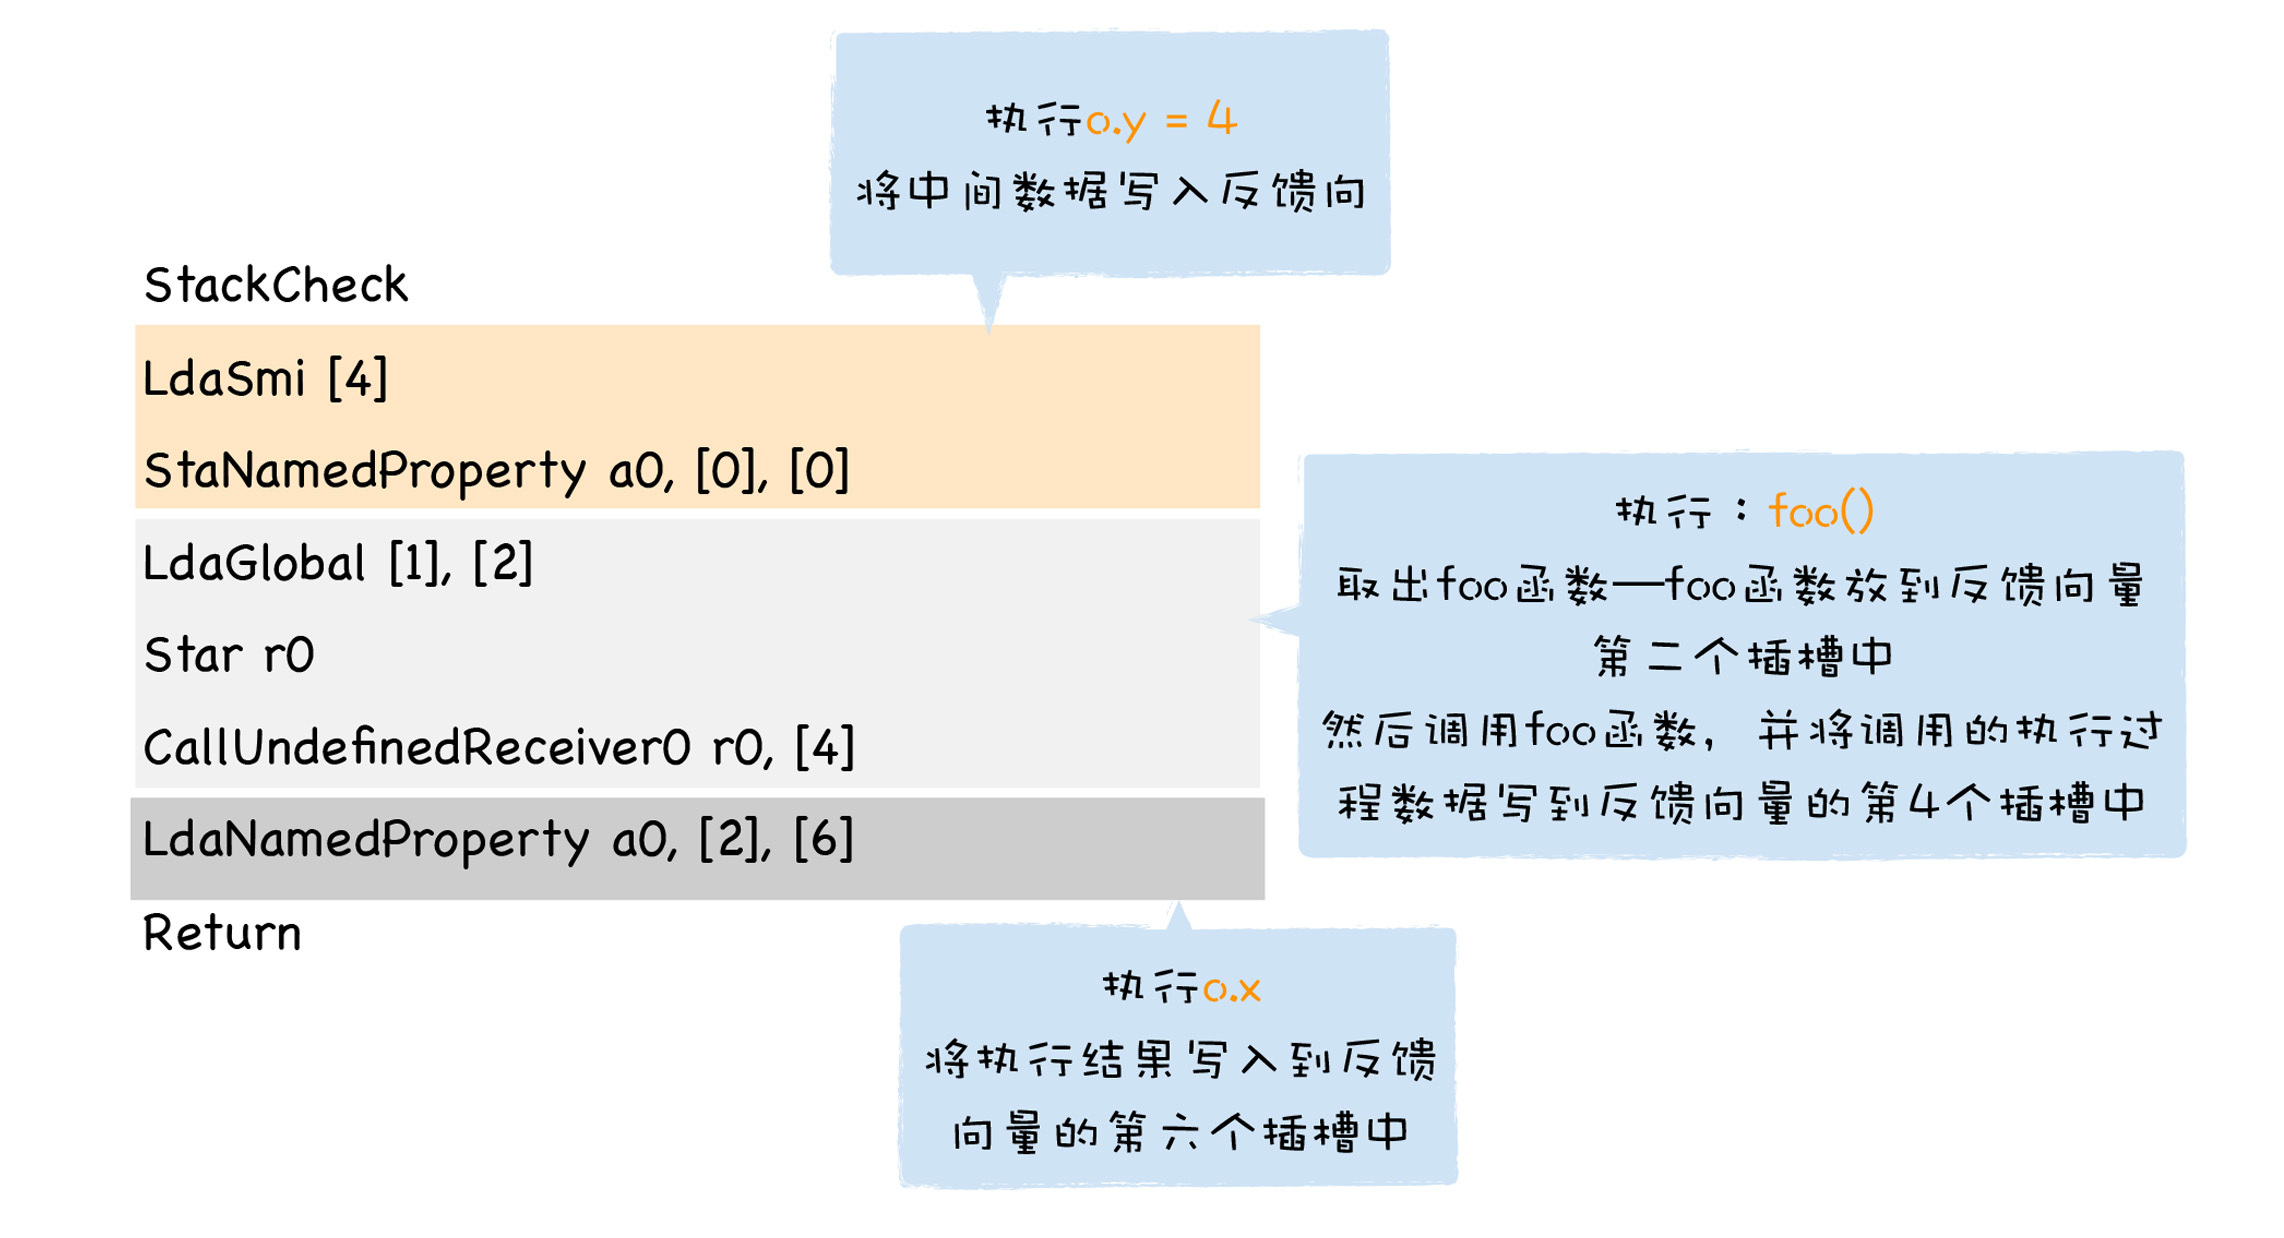 执行o.y = 4
将中间数据写入反馈向
StackCheck
LdaSmi [4]
StaNamedProperty a0, [0], [0]
LdaGlobal [1], [2]
Star r0
CallUndefinedReceiver0 r0, [4]
LdaNamedProperty a0, [2], [6]
Return
执行：foo()
取出foo函数—foo函数放到反馈向量
第二个插槽中
然后调用foo函数，并将调用的执行过
程数据写到反馈向量的第4个插槽中
执行o.x
将执行结果写入到反馈
向量的第六个插槽中